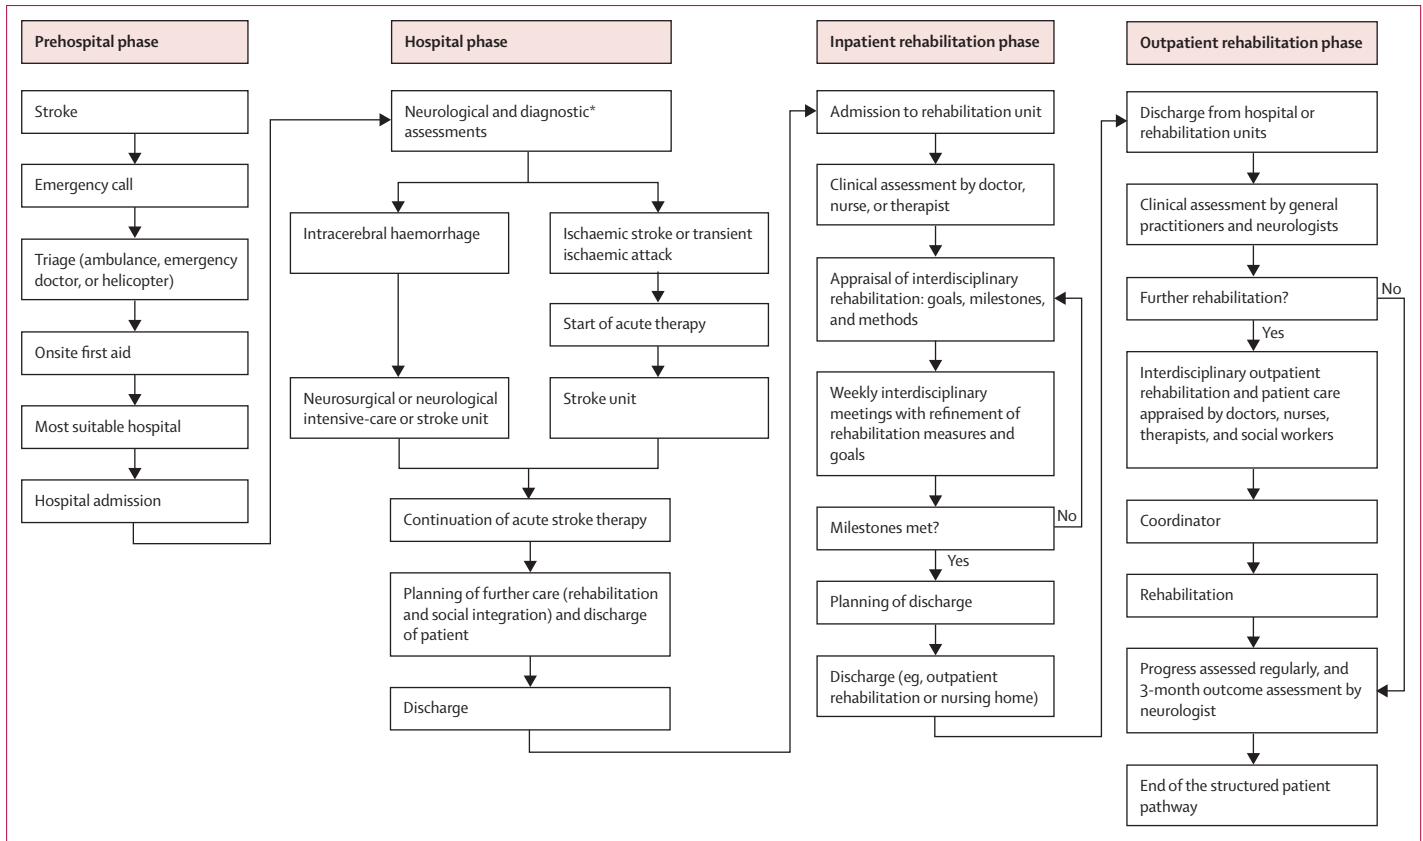 Prehospital phase
Stroke
Emergency call
Triage (ambulance, emergency
doctor, or helicopter)
Onsite first aid
Most suitable hospital
Hospital admission
Hospital phase
Neurological and diagnostic*
assessments
Intracerebral haemorrhage
Ischaemic stroke or transient
ischaemic attack
Start of acute therapy
Neurosurgical or neurological
intensive-care or stroke unit
Stroke unit
Continuation of acute stroke therapy
Planning of further care (rehabilitation
and social integration) and discharge
of patient
Discharge
Inpatient rehabilitation phase
Admission to rehabilitation unit
Clinical assessment by doctor,
nurse, or therapist
Appraisal of interdisciplinary
rehabilitation: goals, milestones,
and methods
Weekly interdisciplinary
meetings with refinement of
rehabilitation measures and
goals
Milestones met?
No
Yes
Planning of discharge
Discharge (eg, outpatient
rehabilitation or nursing home)
Outpatient rehabilitation phase
Discharge from hospital or
rehabilitation units
Clinical assessment by general
practitioners and neurologists
Further rehabilitation?
No
Yes
Interdisciplinary outpatient
rehabilitation and patient care
appraised by doctors, nurses,
therapists, and social workers
Coordinator
Rehabilitation
Progress assessed regularly, and
3-month outcome assessment by
neurologist
End of the structured patient
pathway